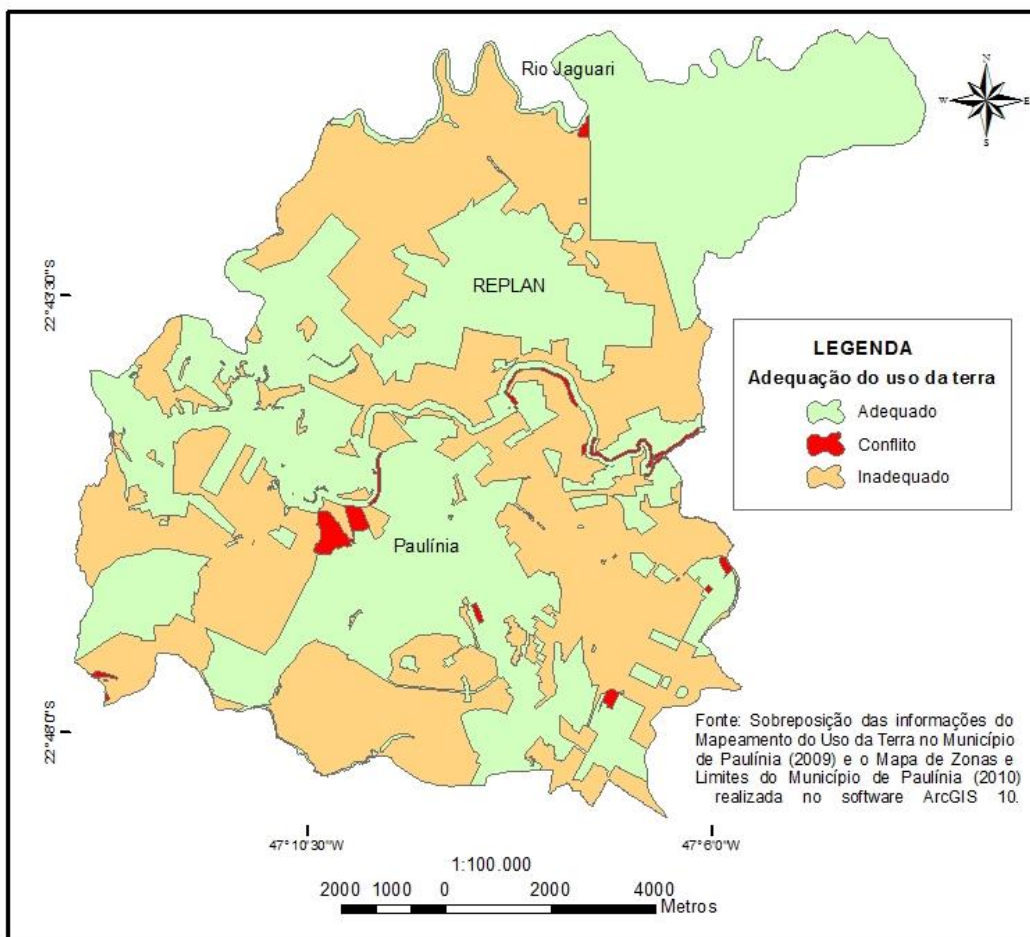 Rio Jaguari
N
W
E
S
22°43'30"S
REPLAN
LEGENDA
Adequação do uso da terra
Adequado
Conflito
Inadequado
Paulínia
22°48'0"S
Fonte: Sobreposição das informações do
Mapeamento do Uso da Terra no Município
de Paulínia (2009) e o Mapa de Zonas e
Limites do Município de Paulínia (2010)
realizada no software ArcGIS 10.
47°10'30"W
47°6'0"W
1:100.000
2000 1000 0 2000 4000
Metros